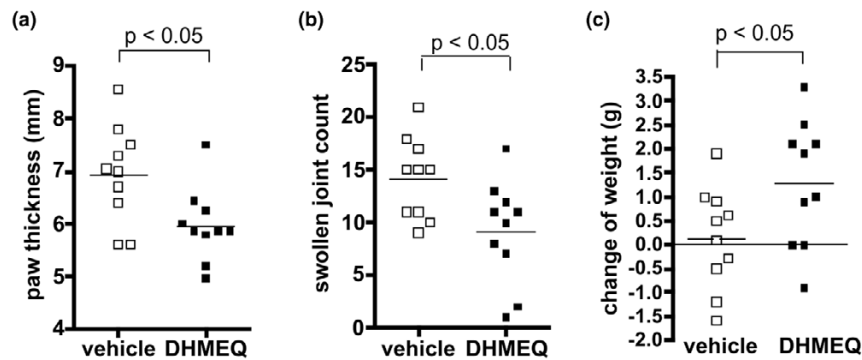 (a)
p < 0.05
paw thickness (mm)
9
8
7
6
5
4
vehicle DHMEQ
(b)
p < 0.05
swollen joint count
25
20
15
10
5
0
vehicle DHMEQ
(c)
p < 0.05
change of weight (g)
3.5
3.0
2.5
2.0
1.5
1.0
0.5
0.0
-0.5
-1.0
-1.5
-2.0
vehicle DHMEQ